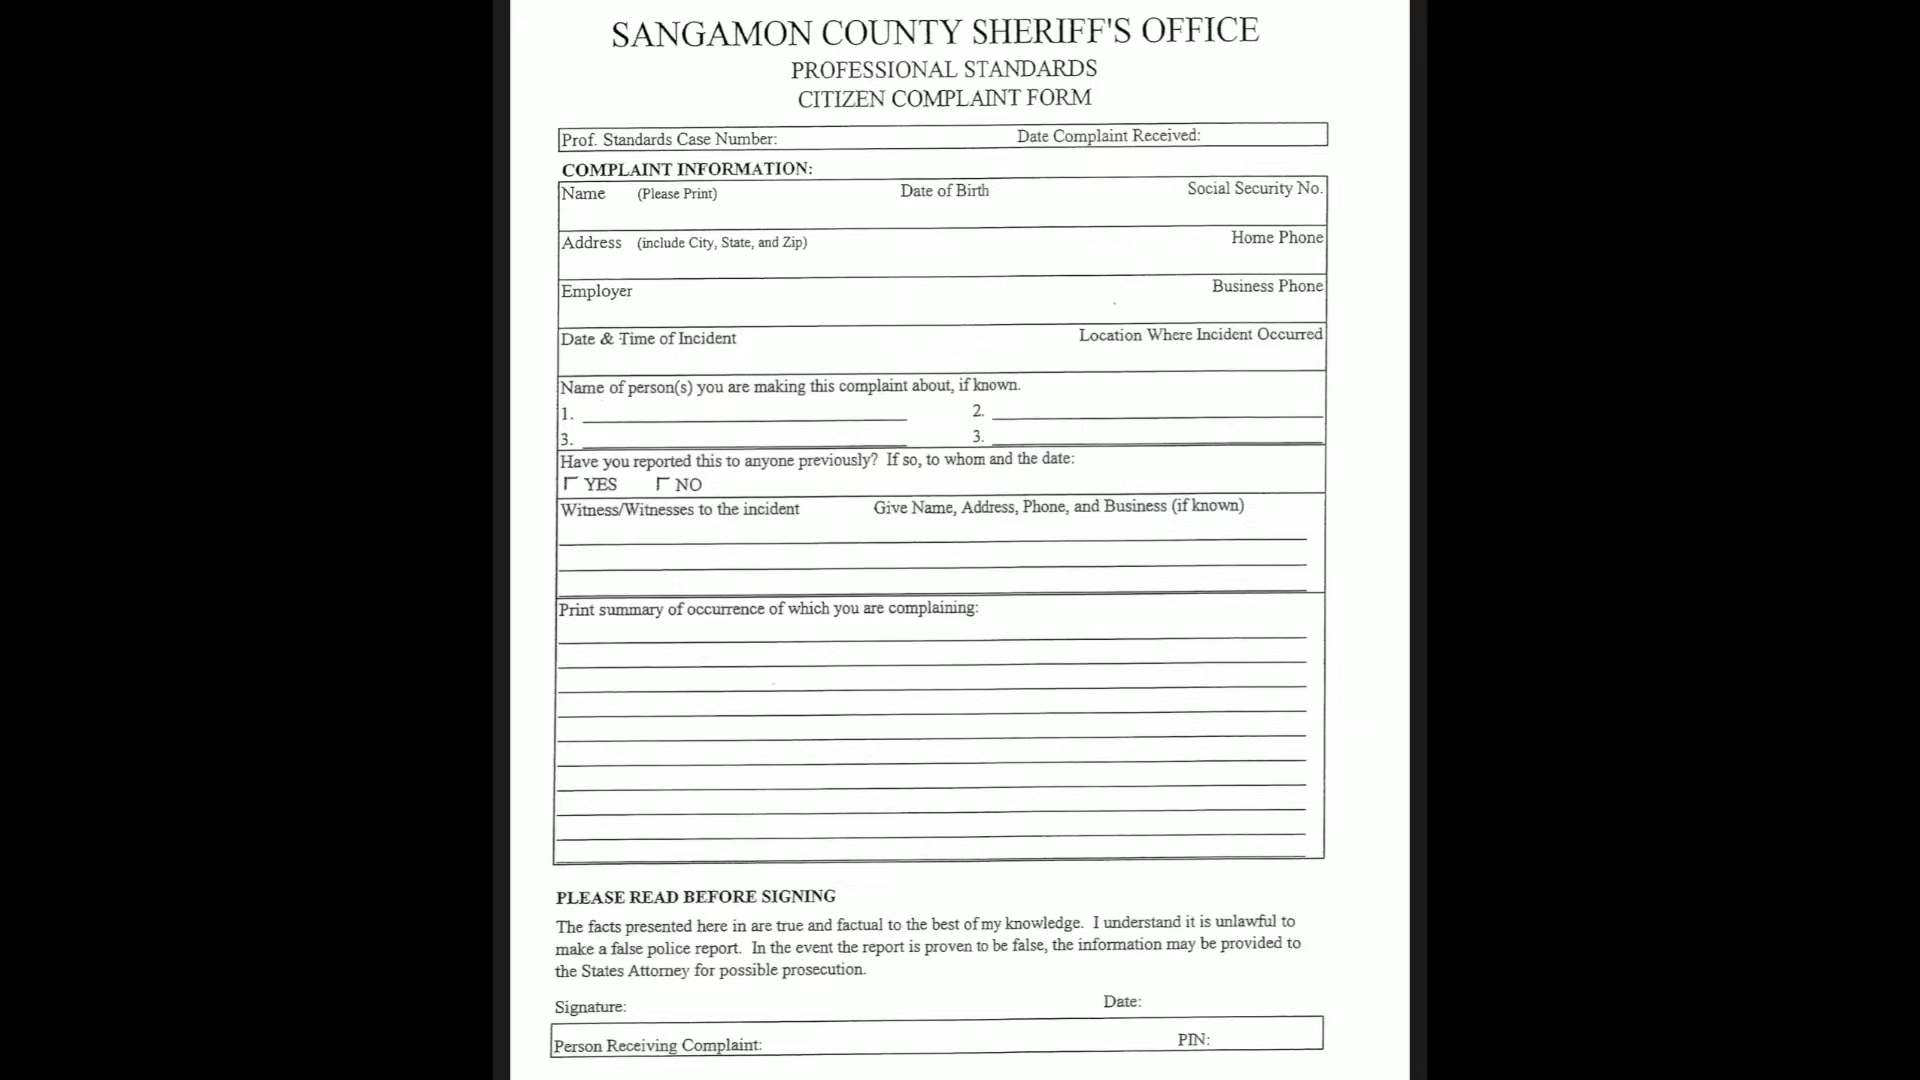 SANGAMON COUNTY SHERIFF'S OFFICE
PROFESSIONAL STANDARDS
CITIZEN COMPLAINT FORM
Prof. Standards Case Number: Date Complaint Received:
COMPLAINT INFORMATION:
Name (Please Print) Date of Birth Social Security No.
Address (include City, State, and Zip) Home Phone
Employer Business Phone
Date & Time of Incident Location Where Incident Occurred
Name of person(s) you are making this complaint about, if known.
1. 2.
3. 3.
Have you reported this to anyone previously? If so, to whom and the date:
YES NO
Witness/Witnesses to the incident Give Name, Address, Phone, and Business (if known)
Print summary of occurrence of which you are complaining:
PLEASE READ BEFORE SIGNING
The facts presented here in are true and factual to the best of my knowledge. I understand it is unlawful to
make a false police report. In the event the report is proven to be false, the information may be provided to
the States Attorney for possible prosecution.
Signature: Date:
Person Receiving Complaint: PIN: